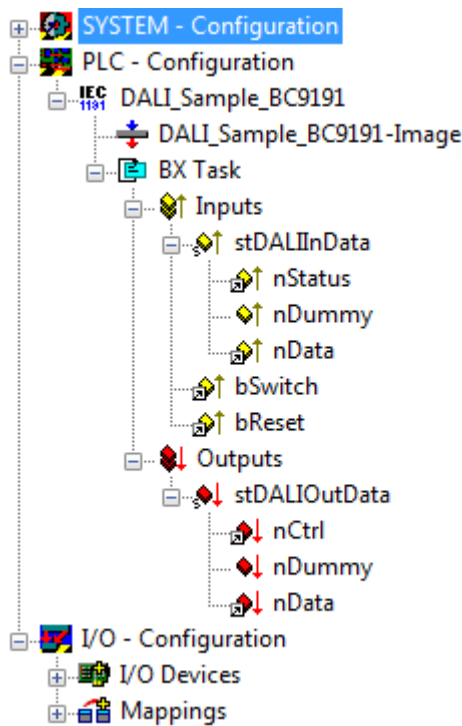 SYSTEM - Configuration
PLC - Configuration
IEC
1131
DALI_Sample_BC9191
DALI_Sample_BC9191-Image
BX Task
Inputs
stDALIInData
nStatus
nDummy
nData
bSwitch
bReset
Outputs
stDALIOutData
nCtrl
nDummy
nData
I/O - Configuration
I/O Devices
Mappings